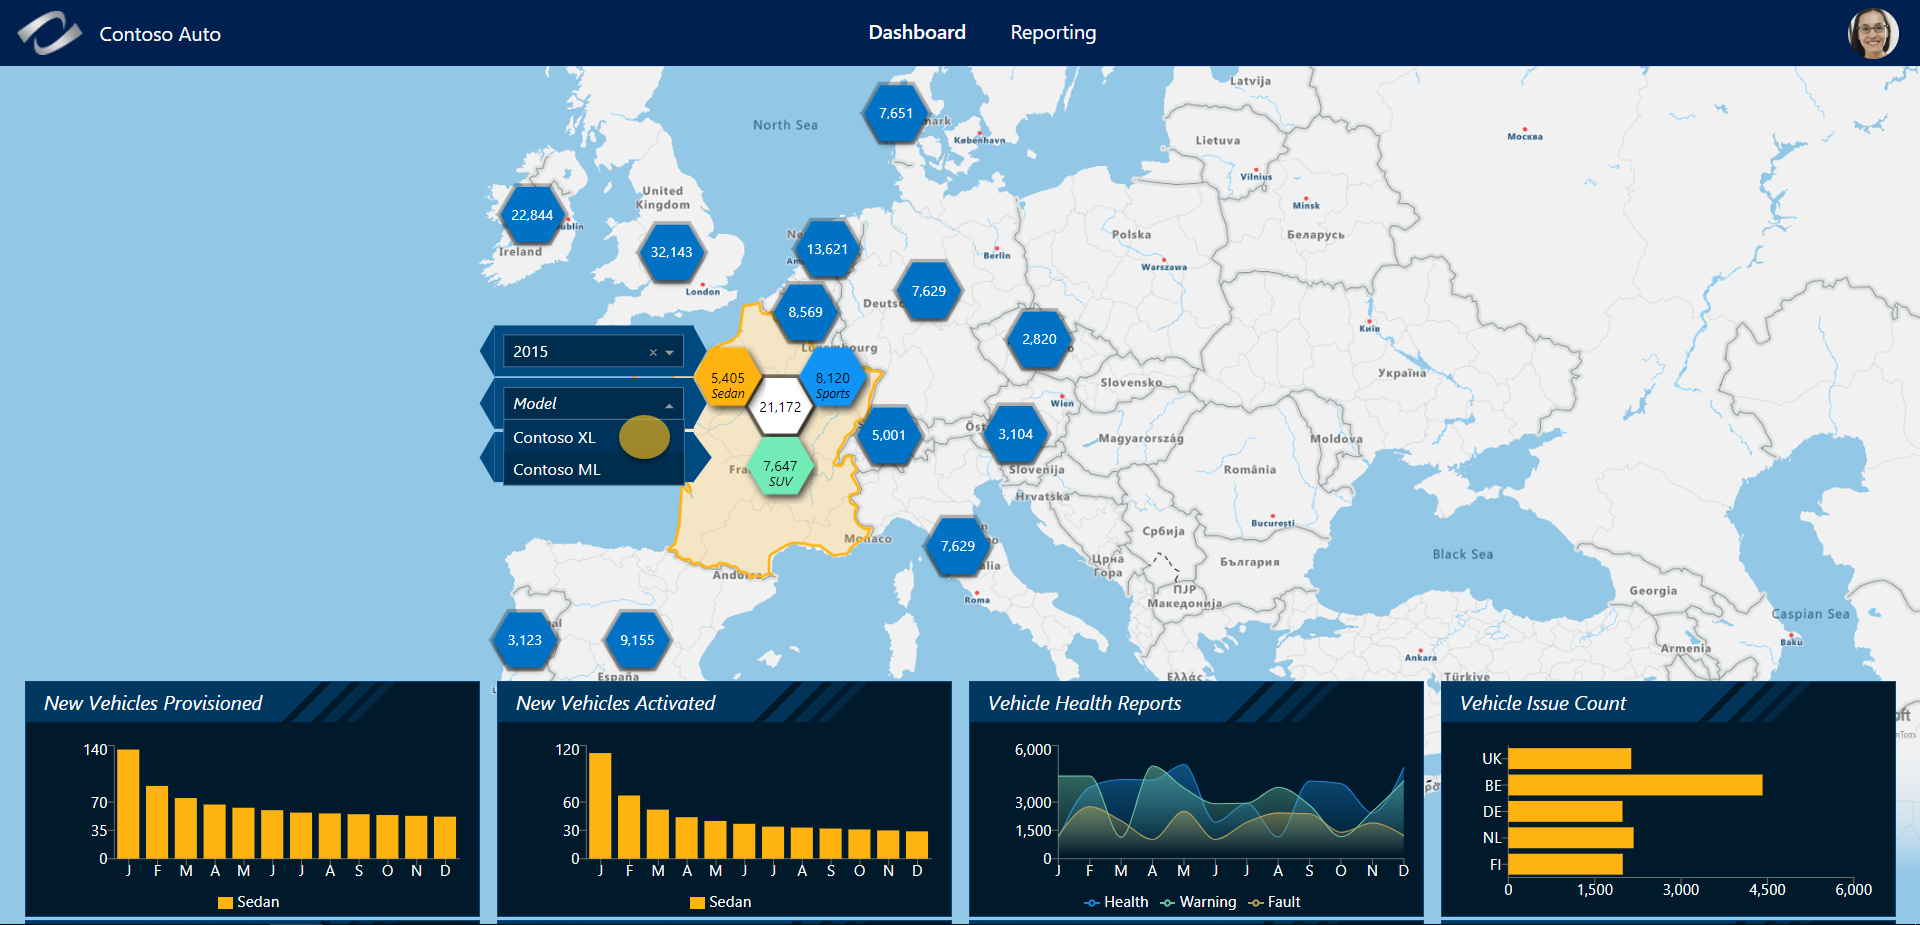 Contoso Auto
Dashboard
Reporting
Latvija
7,651
North Sea
København
Lietuva
Москва
Vilnius
United
Kingdom
Minsk
22,844
Ireland
32,143
13,621
Polska
Беларусь
Berlin
Warszawa
London
7,629
8,569
Київ
2,820
2015
5,405
Sedan
8,120
Sports
21,172
Slovensko
Україна
Model
Wien
Contoso XL
5,001
3,104
Magyarország
Moldova
Contoso ML
7,647
SUV
Slovenija
România
Hrvatska
București
Србија
7,629
Monaco
Black Sea
Црна
Гора
България
Andorra
ПЈР
Македонија
Roma
Georgia
Caspian Sea
3,123
9,155
Baku
Armenia
Ankara
España
Ελλάς
Türkiye
New Vehicles Provisioned
140
70
35
0
J F M A M J J A S O N D
Sedan
New Vehicles Activated
120
60
30
0
J F M A M J J A S O N D
Sedan
Vehicle Health Reports
6,000
3,000
1,500
0
J F M A M J J A S O N D
Health Warning Fault
Vehicle Issue Count
UK
BE
DE
NL
FI
0 1,500 3,000 4,500 6,000